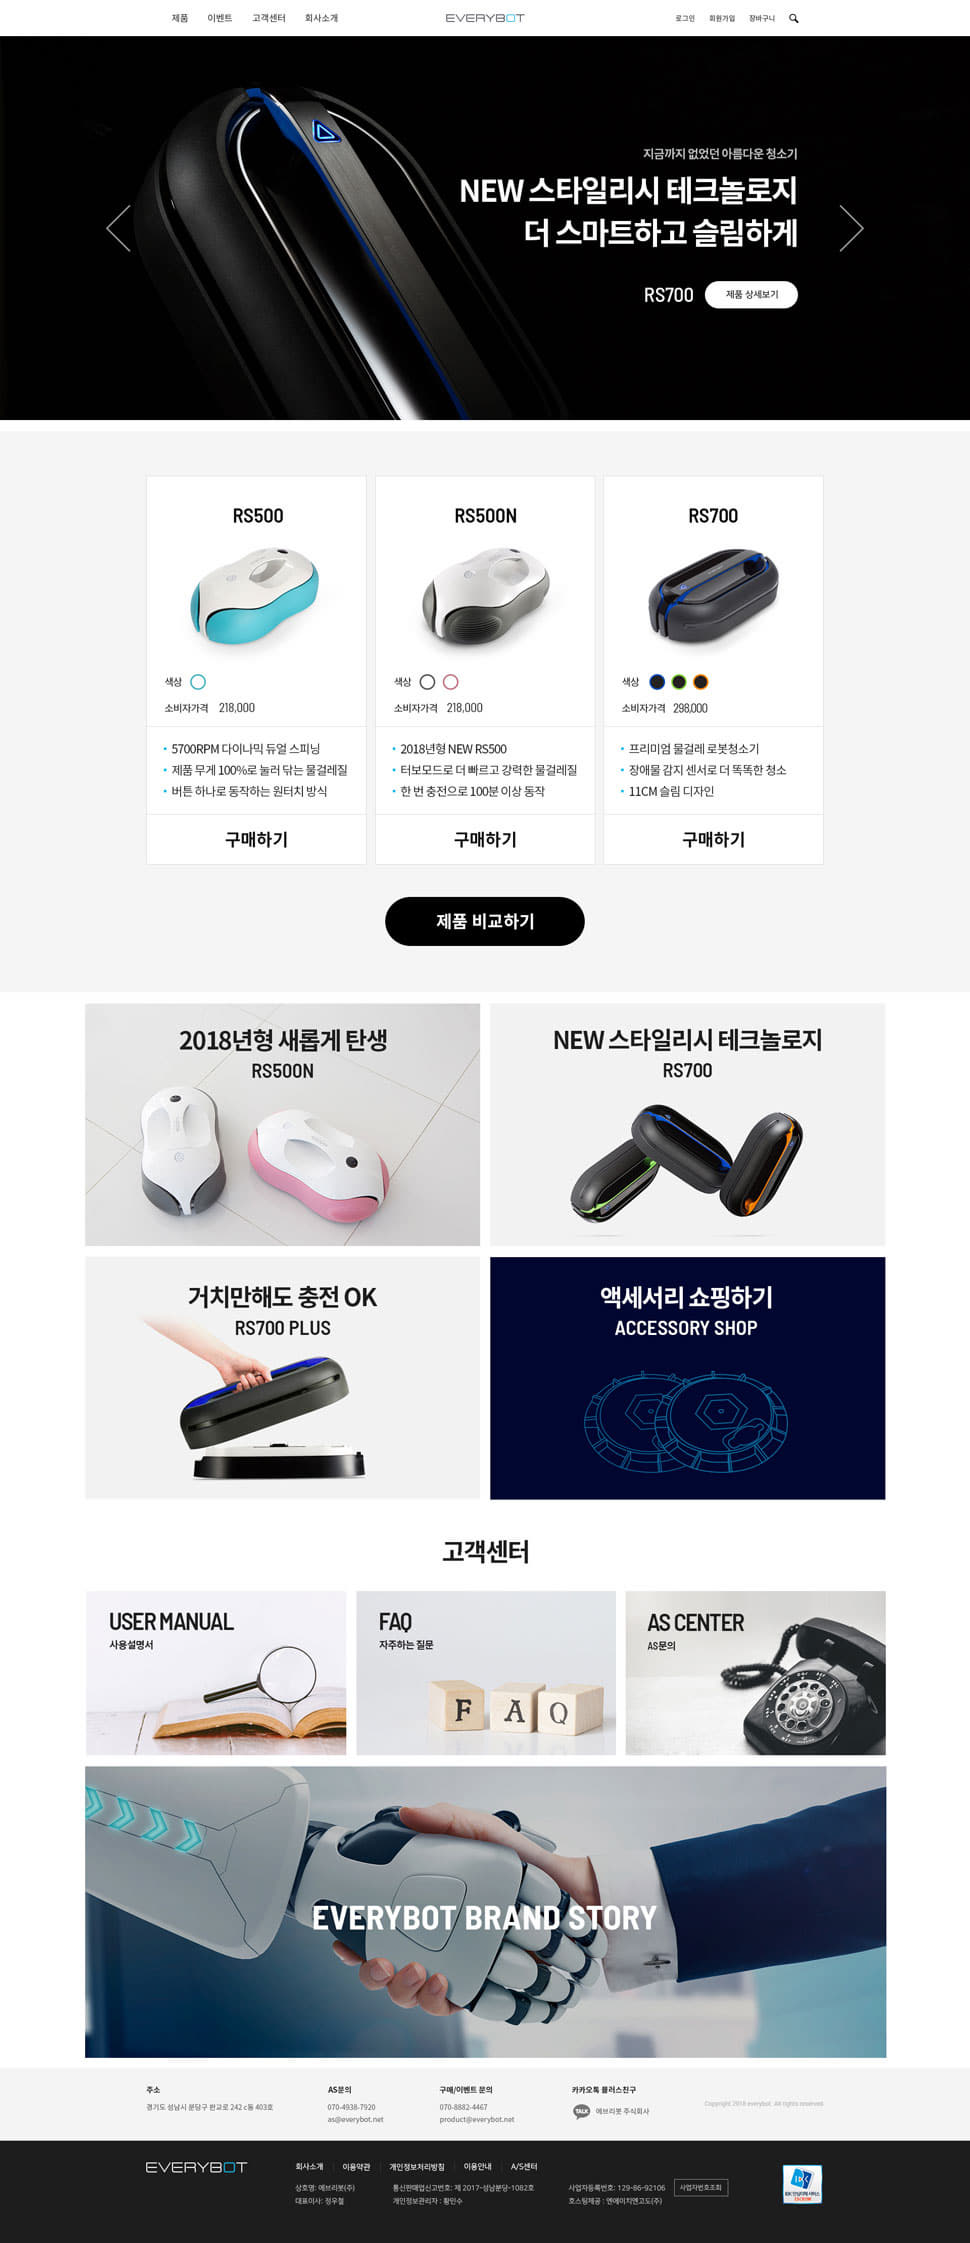 제품 이벤트 고객센터 회사소개
EVERYBOT
로그인 회원가입 장바구니
지금까지 없었던 아름다운 청소기
NEW 스타일리시 테크놀로지
더 스마트하고 슬림하게
RS700 제품 상세보기
RS500
색상
소비자가격 218,000
5700RPM 다이나믹 듀얼 스피닝
제품 무게 100%로 눌러 닦는 물걸레질
버튼 하나로 동작하는 원터치 방식
구매하기
RS500N
색상
소비자가격 218,000
2018년형 NEW RS500
터보모드로 더 빠르고 강력한 물걸레질
한 번 충전으로 100분 이상 동작
구매하기
RS700
색상
소비자가격 298,000
프리미엄 물걸레 로봇청소기
장애물 감지 센서로 더 똑똑한 청소
11CM 슬림 디자인
구매하기
제품 비교하기
2018년형 새롭게 탄생
RS500N
NEW 스타일리시 테크놀로지
RS700
거치만해도 충전 OK
RS700 PLUS
액세서리 쇼핑하기
ACCESSORY SHOP
고객센터
USER MANUAL
사용설명서
FAQ
자주하는 질문
F A Q
AS CENTER
AS문의
EVERYBOT BRAND STORY
주소
경기도 성남시 분당구 판교로 242 c동 403호
AS문의
070-4938-7920
as@everybot.net
구매/이벤트 문의
070-8882-4467
product@everybot.net
카카오톡 플러스친구
TALK 에브리봇 주식회사
Copyright 2018 everybot. All rights reserved.
EVERYBOT
회사소개 이용약관 개인정보처리방침 이용안내 A/S센터
상호명: 에브리봇(주) 통신판매업신고번호: 제 2017-성남분당-1082호 사업자등록번호: 129-86-92106 사업자번호조회
대표이사: 정우철 개인정보관리자 : 황민수 호스팅제공 : 엔에이치엔고도(주)